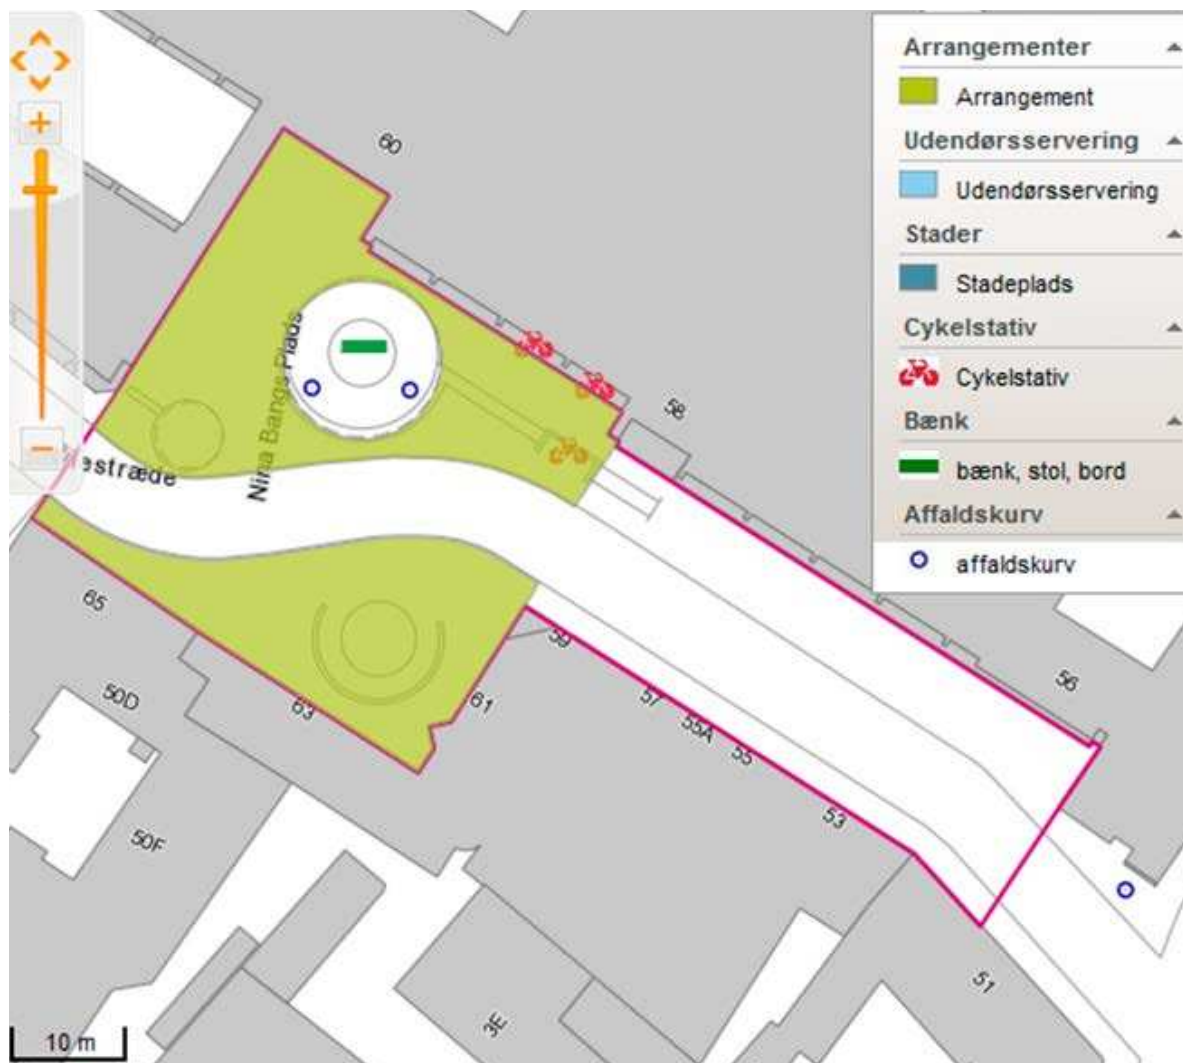 Arrangementer
Arrangement
Udendørsservering
Udendørsservering
Stader
Stadeplads
Cykelstativ
Cykelstativ
Bænk
bænk, stol, bord
Affaldskurv
affaldskurv
60
58
56
Nina Bangs Plads
estræde
65
63
61
59
57
55A
55
53
51
50D
50F
3E
10 m